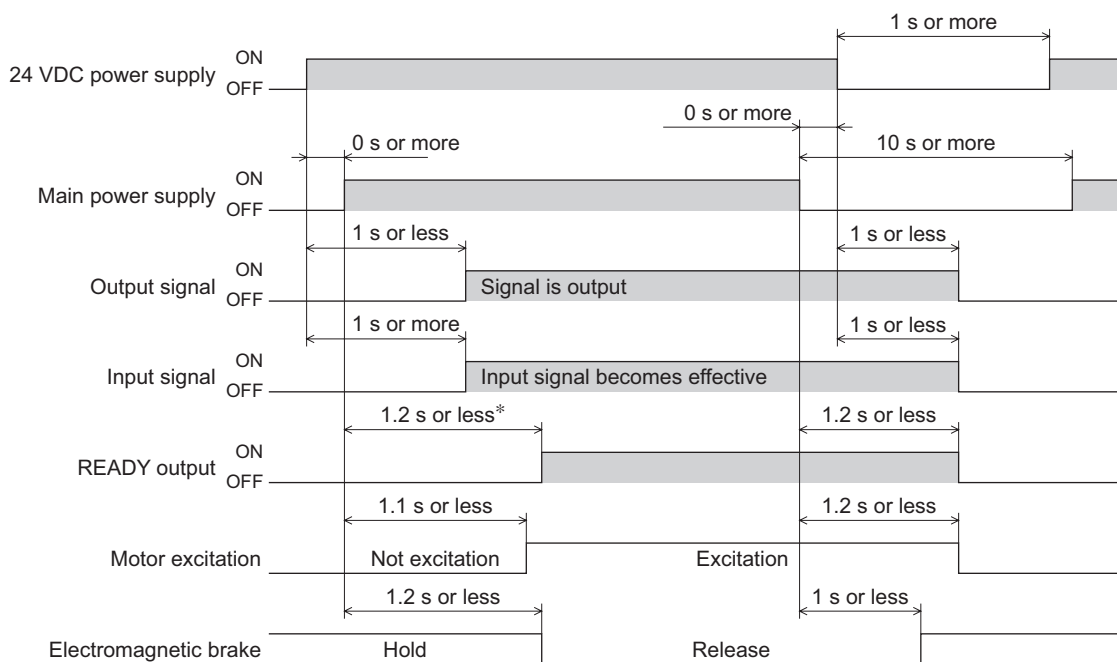 1 s or more
24 VDC power supply ON
OFF
0 s or more
0 s or more
10 s or more
Main power supply ON
OFF
1 s or less
1 s or less
Output signal ON
OFF
Signal is output
1 s or more
1 s or less
Input signal ON
OFF
Input signal becomes effective
1.2 s or less*
1.2 s or less
READY output ON
OFF
1.1 s or less
1.2 s or less
Motor excitation
Not excitation
Excitation
1.2 s or less
1 s or less
Electromagnetic brake
Hold
Release